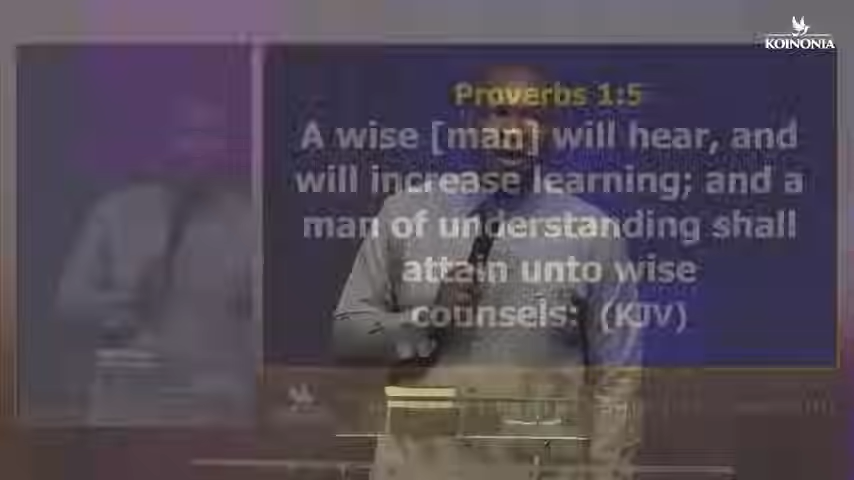 KOINONIA
Proverbs 1:5
A wise [man] will hear, and
will increase learning; and a
man of understanding shall
attain unto wise
counsels: (KJV)